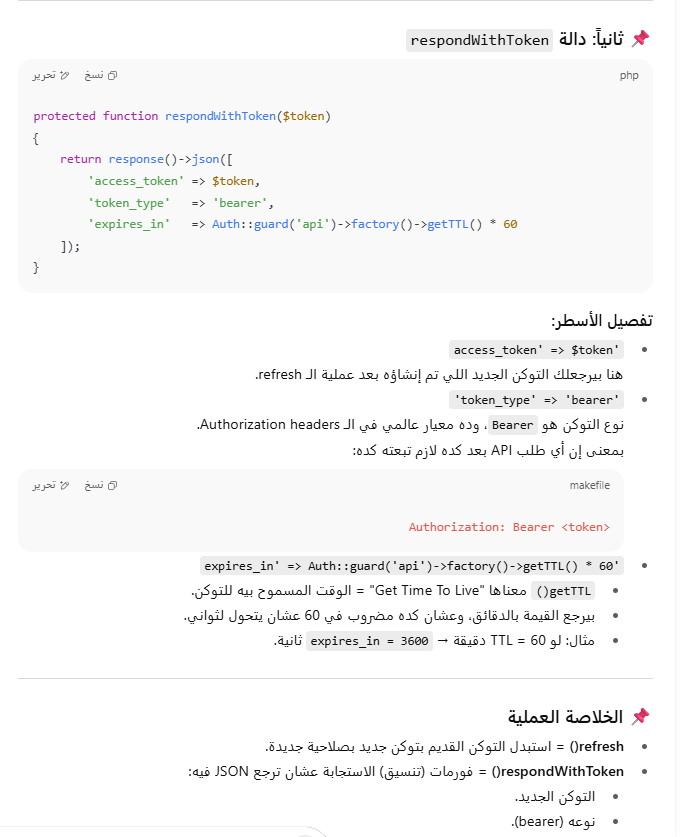 📌 ثانياً: دالة respondWithToken
php
نسخ
تحرير
protected function respondWithToken($token)
{
    return response()->json([
        'access_token' => $token,
        'token_type'   => 'bearer',
        'expires_in'   => Auth::guard('api')->factory()->getTTL() * 60
    ]);
}
تفصيل الأسطر:
access_token' => $token'
هنا بيرجعلك التوكن الجديد اللي تم إنشاؤه بعد عملية الـ refresh.
'token_type' => 'bearer'
نوع التوكن هو Bearer، وده معيار عالمي في الـ Authorization headers.
بمعنى إن أي طلب API بعد كده لازم تبعته كده:
makefile
نسخ
تحرير
Authorization: Bearer <token>
expires_in' => Auth::guard('api')->factory()->getTTL() * 60'
getTTL() معناها "Get Time To Live" = الوقت المسموح بيه للتوكن.
بيرجع القيمة بالدقائق، وعشان كده مضروب في 60 عشان يتحول لثواني.
مثال: لو TTL = 60 دقيقة → expires_in = 3600 ثانية.
📌 الخلاصة العملية
refresh() = استبدل التوكن القديم بتوكن جديد بصلاحية جديدة.
respondWithToken() = فورمات (تنسيق) الاستجابة عشان ترجع JSON فيه:
التوكن الجديد.
نوعه (bearer).